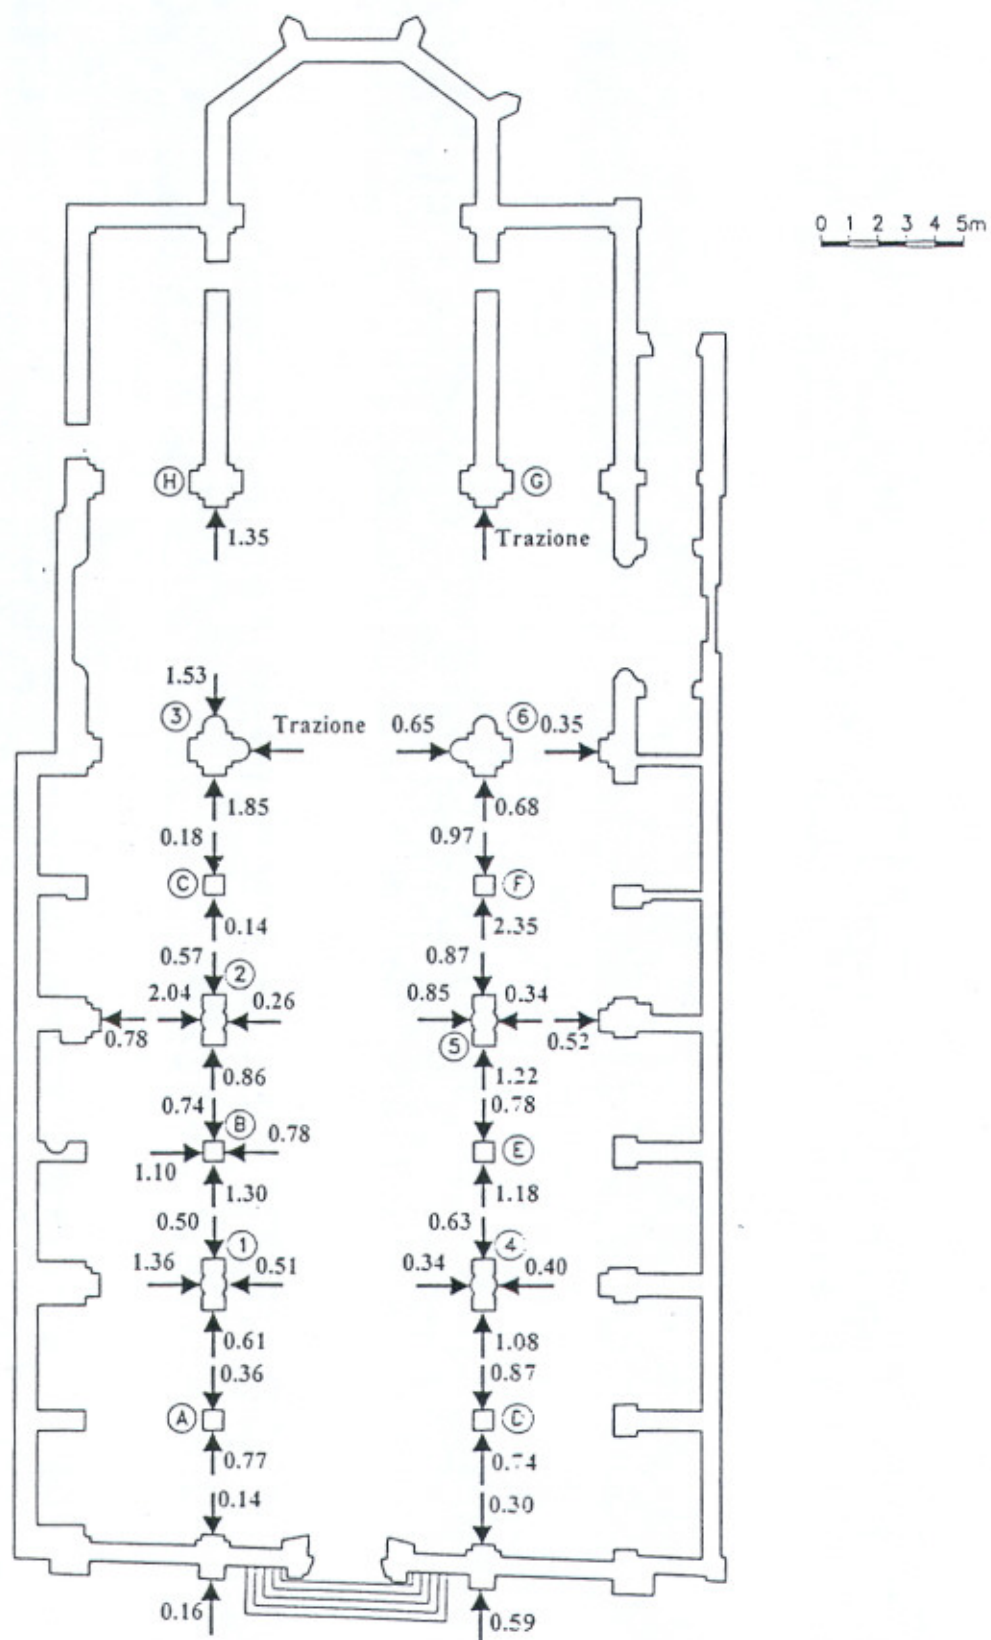 0 1 2 3 4 5m
H G
1.35 Trazione
1.53
3 Trazione 0.65 6 0.35
1.85 0.68
0.18 0.97
C F
0.14 2.35
0.57 2 0.87
2.04 0.26 0.85 0.34
0.78 5 0.52
0.86 1.22
0.74 0.78
B 0.78 E
1.10
1.30 1.18
0.50 0.63
1 4
1.36 0.51 0.34 0.40
0.61 1.08
0.36 0.87
A D
0.77 0.74
0.14 0.30
0.16 0.59